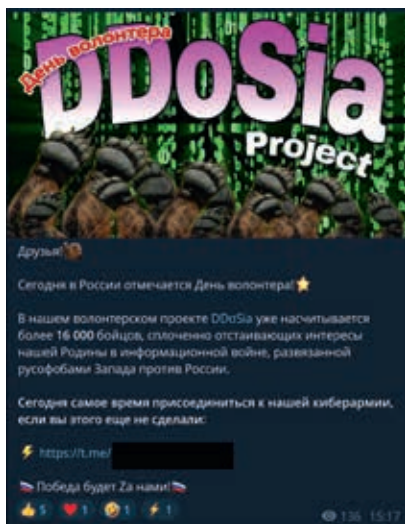 День волонтера
DDoSia
Project
Друзья!
Сегодня в России отмечается День волонтера!
В нашем волонтерском проекте DDoSia уже насчитывается
более 16 000 бойцов, сплоченно отстаивающих интересы
нашей Родины в информационной войне, развязанной
русофобами Запада против России.
Сегодня самое время присоединиться к нашей киберармии,
если вы этого еще не сделали:
https://t.me/
Победа будет Zа нами!
5 1 1 1
136 15:17